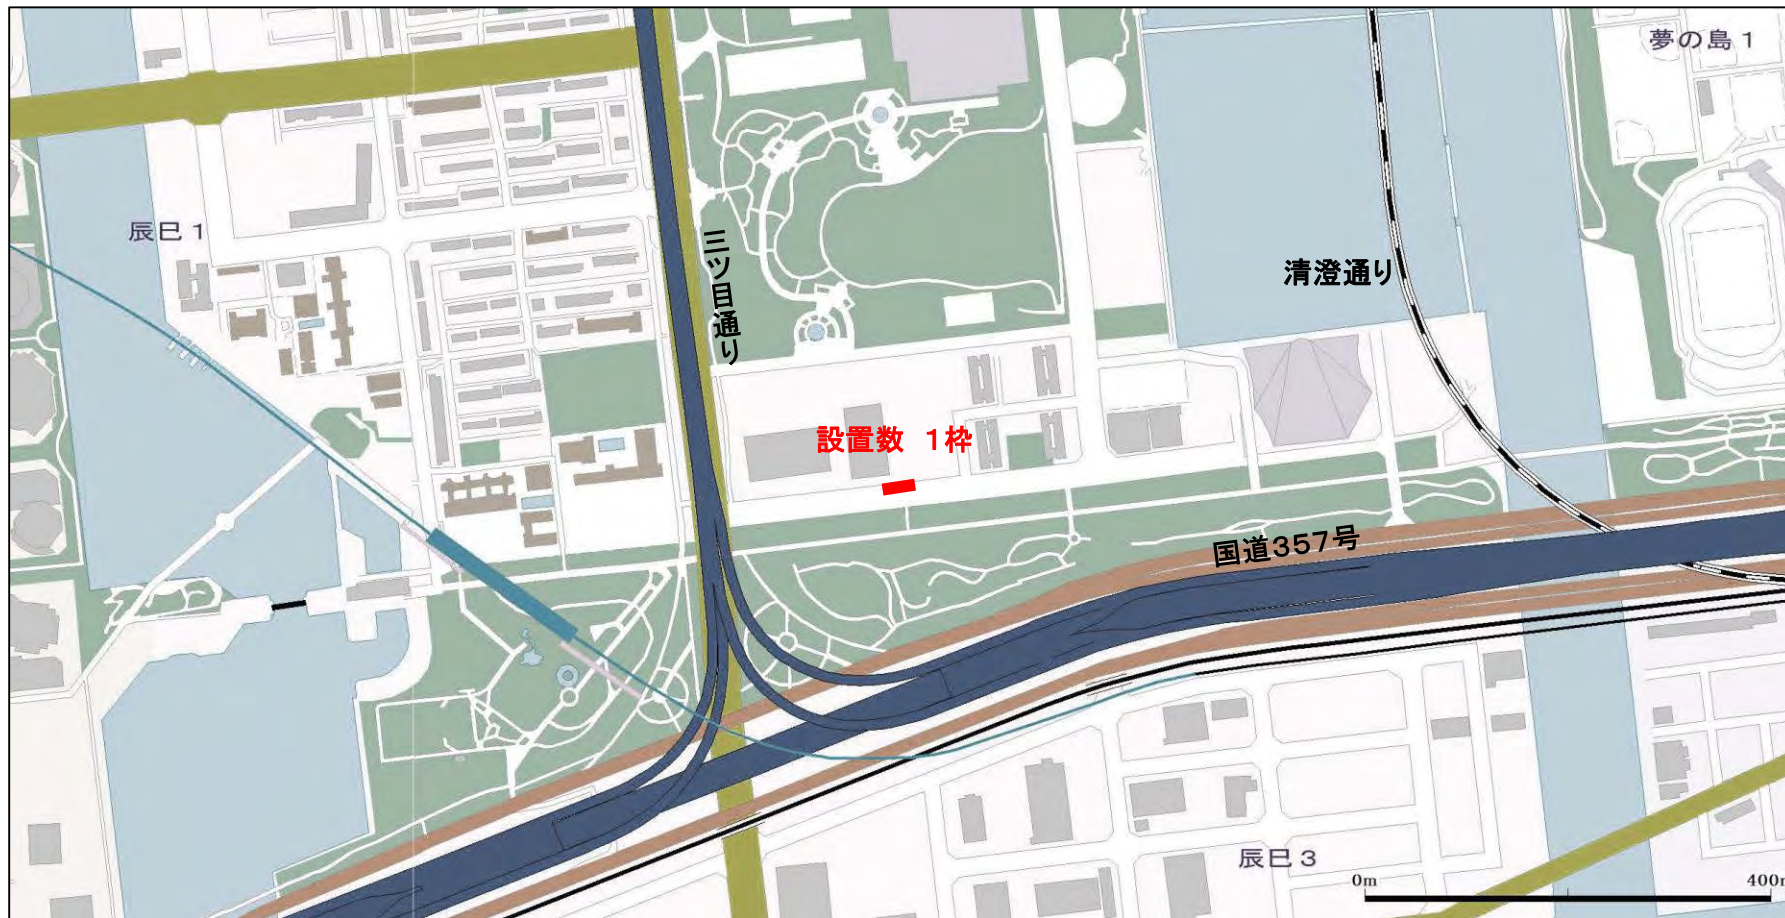 夢の島1
辰巳1
三ツ目通り
清澄通り
設置数 1枠
国道357号
辰巳3
0m
400m